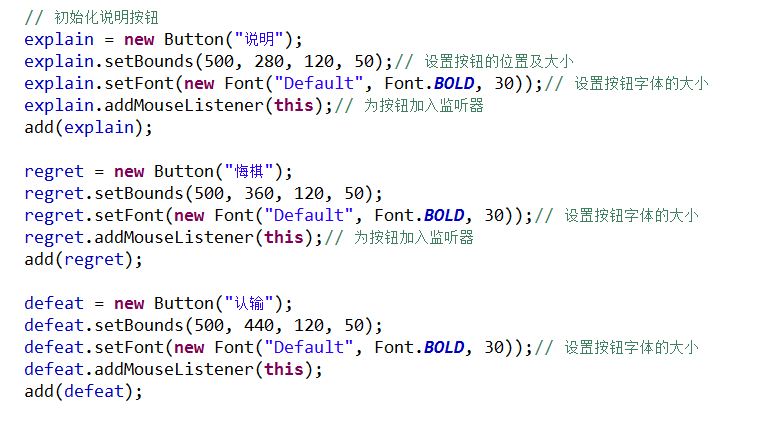 // 初始化说明按钮
explain = new Button("说明");
explain.setBounds(500, 280, 120, 50);// 设置按钮的位置及大小
explain.setFont(new Font("Default", Font.BOLD, 30));// 设置按钮字体的大小
explain.addMouseListener(this);// 为按钮加入监听器
add(explain);
regret = new Button("悔棋");
regret.setBounds(500, 360, 120, 50);
regret.setFont(new Font("Default", Font.BOLD, 30));// 设置按钮字体的大小
regret.addMouseListener(this);// 为按钮加入监听器
add(regret);
defeat = new Button("认输");
defeat.setBounds(500, 440, 120, 50);
defeat.setFont(new Font("Default", Font.BOLD, 30));// 设置按钮字体的大小
defeat.addMouseListener(this);
add(defeat);